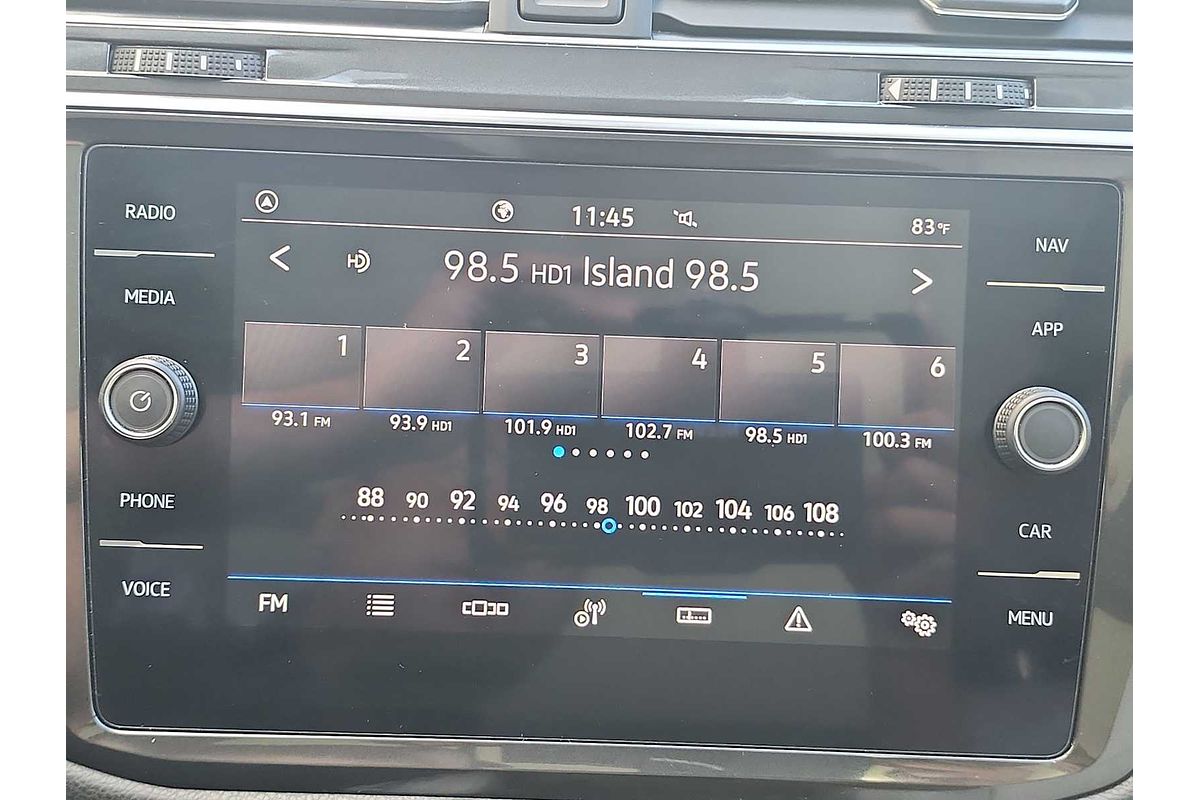 RADIO
MEDIA
PHONE
VOICE
11:45
83°F
98.5 HD1 Island 98.5
1 2 3 4 5 6
93.1 FM 93.9 HD1 101.9 HD1 102.7 FM 98.5 HD1 100.3 FM
88 90 92 94 96 98 100 102 104 106 108
FM
NAV
APP
CAR
MENU